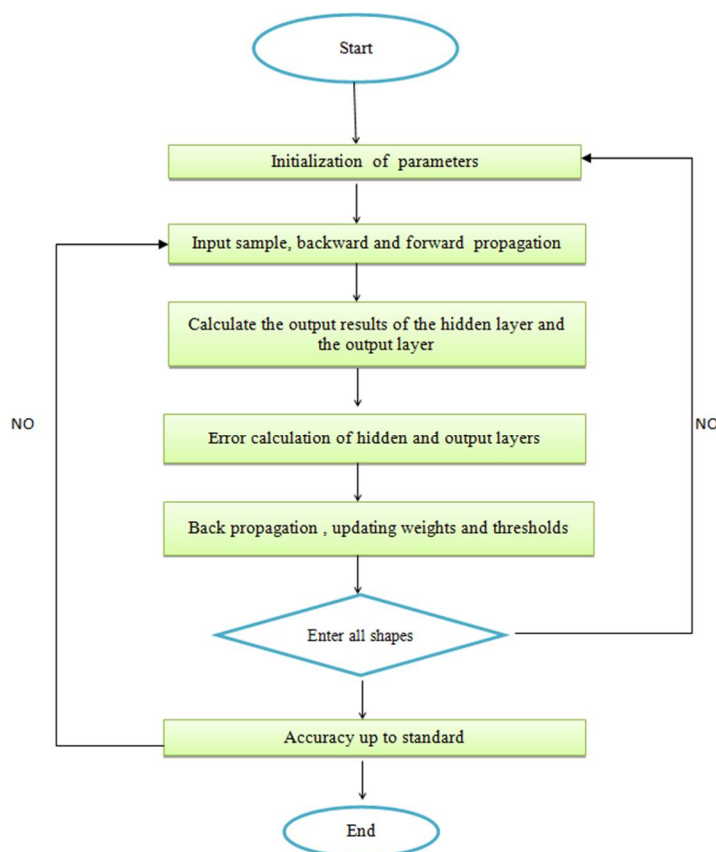 Start
Initialization of parameters
Input sample, backward and forward propagation
Calculate the output results of the hidden layer and
the output layer
NO
NO
Error calculation of hidden and output layers
Back propagation , updating weights and thresholds
Enter all shapes
Accuracy up to standard
End